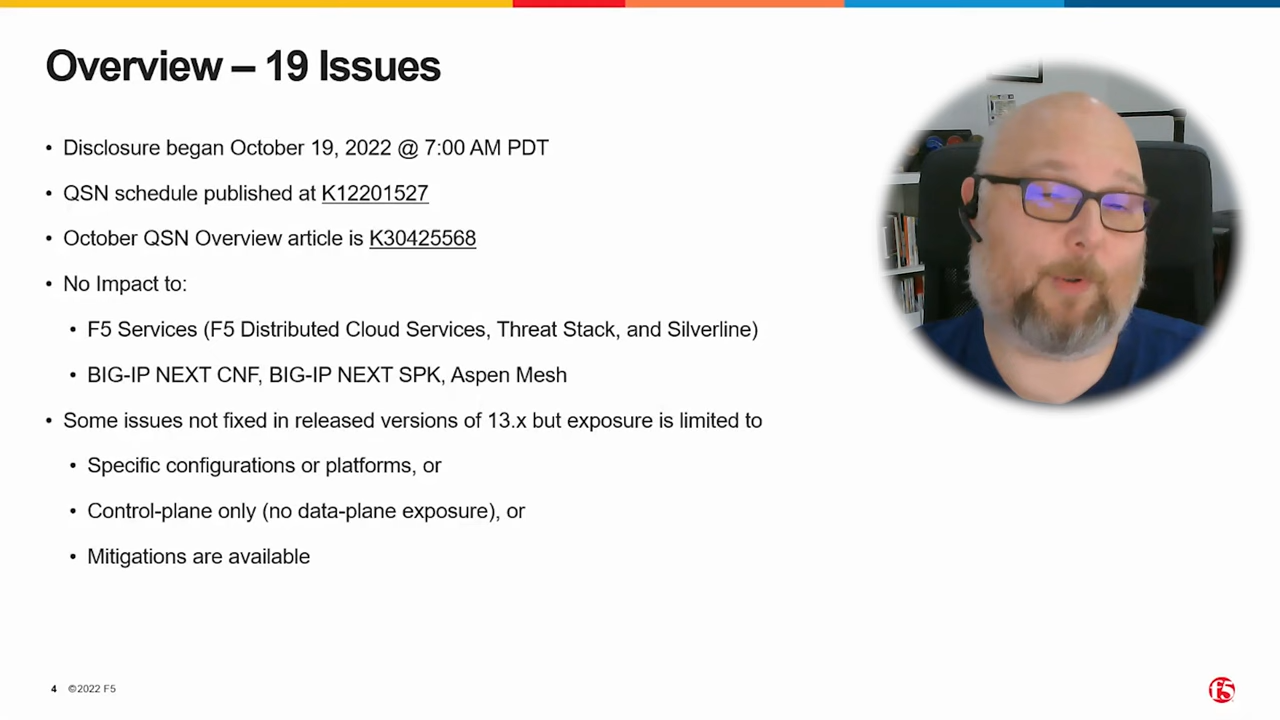 Overview – 19 Issues
• Disclosure began October 19, 2022 @ 7:00 AM PDT
• QSN schedule published at K12201527
• October QSN Overview article is K30425568
• No Impact to:
• F5 Services (F5 Distributed Cloud Services, Threat Stack, and Silverline)
• BIG-IP NEXT CNF, BIG-IP NEXT SPK, Aspen Mesh
• Some issues not fixed in released versions of 13.x but exposure is limited to
• Specific configurations or platforms, or
• Control-plane only (no data-plane exposure), or
• Mitigations are available
4 ©2022 F5
f5